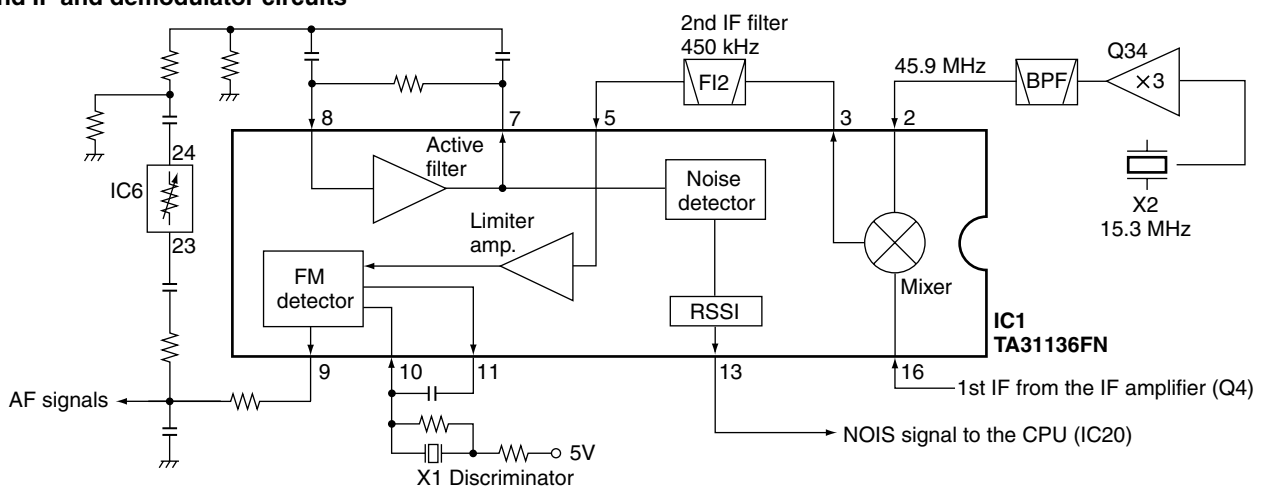 nd IF and demodulator circuits
2nd IF filter
450 kHz
Q34
45.9 MHz
FI2
BPF
×3
8
7
5
3
2
24
IC6
23
Active
filter
Noise
detector
X2
15.3 MHz
Limiter
amp.
FM
detector
Mixer
RSSI
IC1
TA31136FN
9
10
11
13
16
AF signals
1st IF from the IF amplifier (Q4)
NOIS signal to the CPU (IC20)
5V
X1 Discriminator